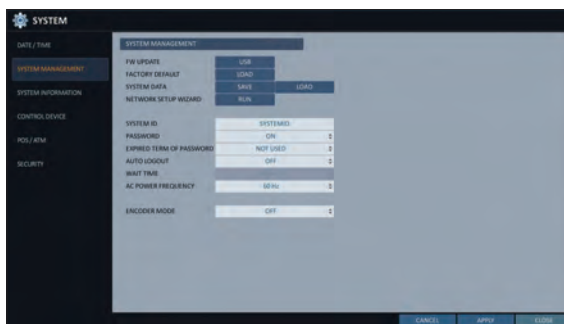 SYSTEM
DATE / TIME
SYSTEM MANAGEMENT
SYSTEM INFORMATION
CONTROL DEVICE
POS / ATM
SECURITY
SYSTEM MANAGEMENT
FW UPDATE USB
FACTORY DEFAULT LOAD
SYSTEM DATA SAVE LOAD
NETWORK SETUP WIZARD RUN
SYSTEM ID SYSTEMID
PASSWORD ON
EXPIRED TERM OF PASSWORD NOT USED
AUTO LOGOUT OFF
WAIT TIME
AC POWER FREQUENCY 60 Hz
ENCODER MODE OFF
CANCEL APPLY CLOSE